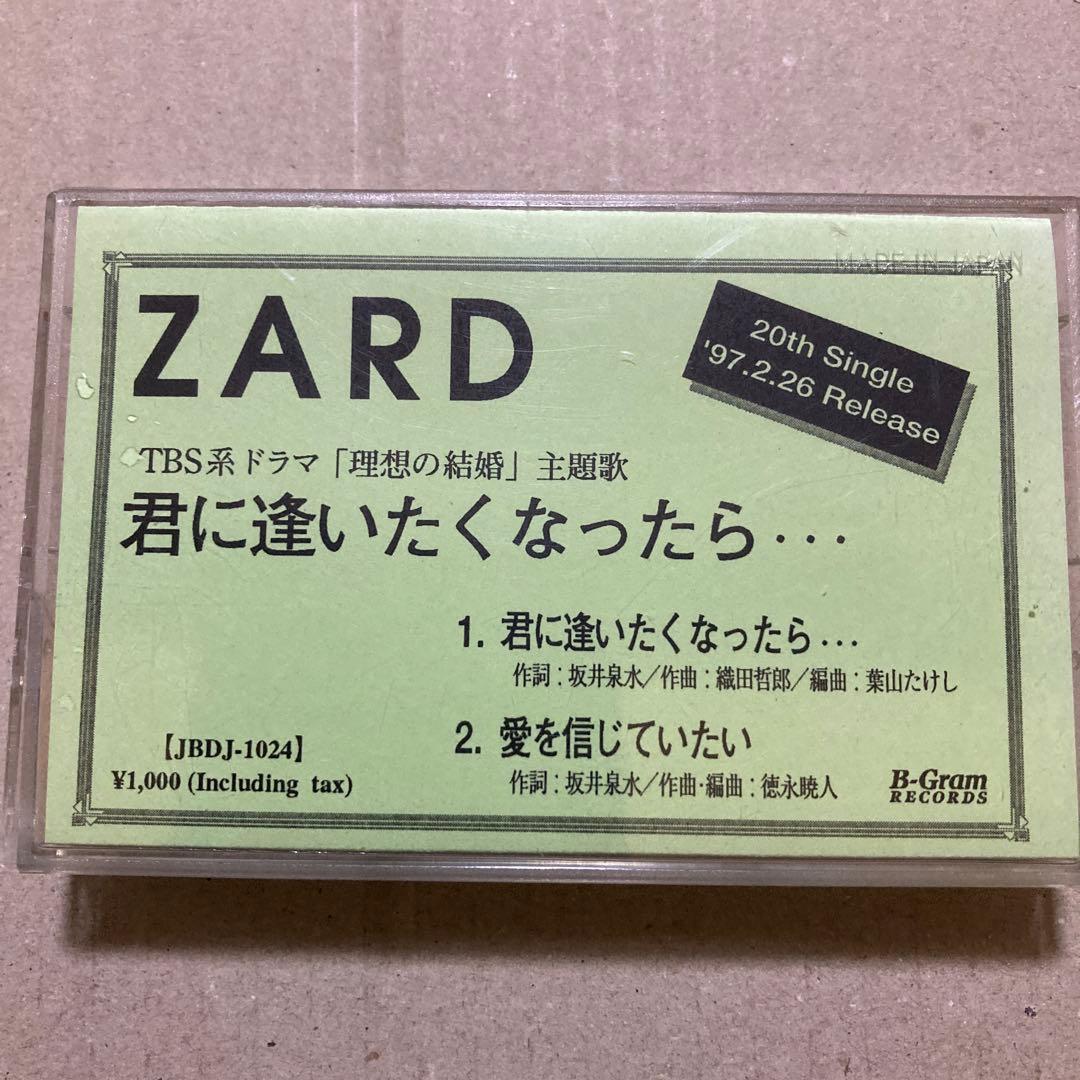 MADE IN JAPAN
ZARD
20th Single
'97.2.26 Release
TBS系ドラマ「理想の結婚」主題歌
君に逢いたくなったら・・・
1. 君に逢いたくなったら・・・
作詞:坂井泉水/作曲:織田哲郎/編曲:葉山たけし
2. 愛を信じていたい
作詞:坂井泉水/作曲・編曲:徳永暁人
【JBDJ-1024】
¥1,000 (Including tax)
B-Gram
RECORDS